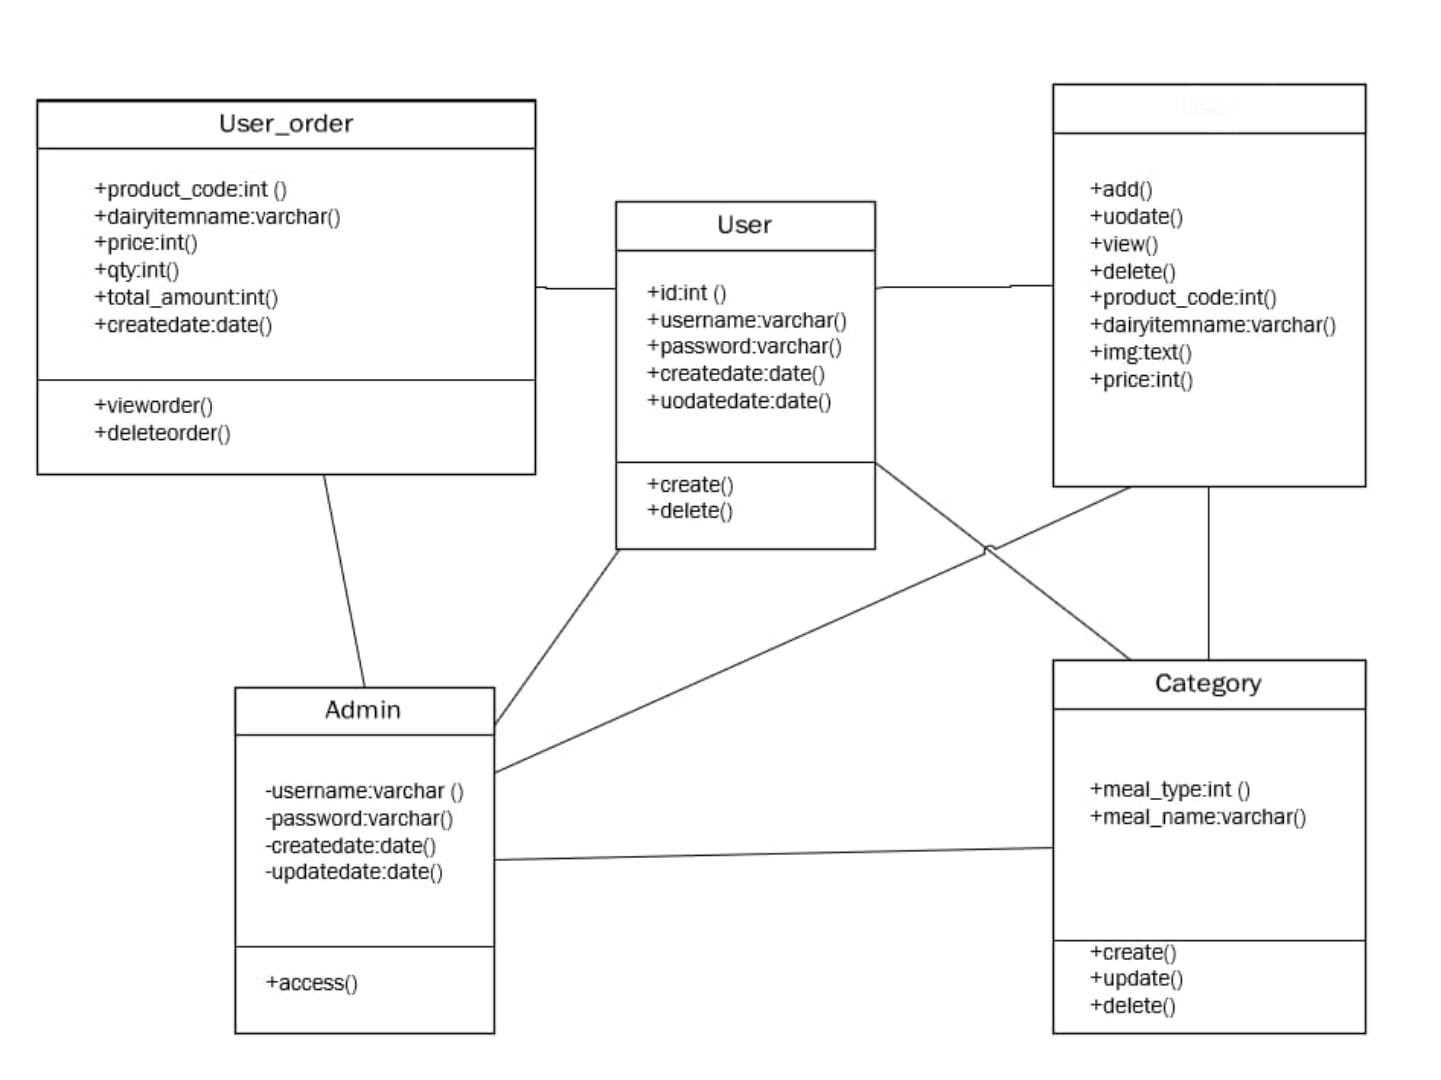 User_order
+product_code:int ()
+dairyitemname:varchar()
+price:int()
+qty:int()
+total_amount:int()
+createdate:date()
+vieworder()
+deleteorder()
User
+id:int ()
+username:varchar()
+password:varchar()
+createdate:date()
+uodatedate:date()
+create()
+delete()
+add()
+uodate()
+view()
+delete()
+product_code:int()
+dairyitemname:varchar()
+img:text()
+price:int()
Admin
-username:varchar ()
-password:varchar()
-createdate:date()
-updatedate:date()
+access()
Category
+meal_type:int ()
+meal_name:varchar()
+create()
+update()
+delete()